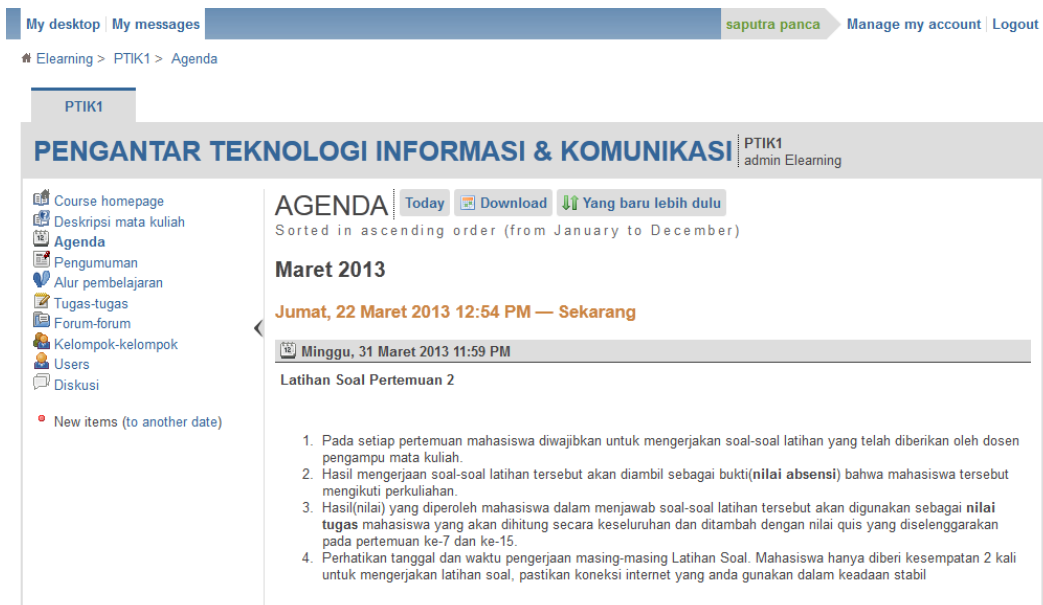 My desktop My messages saputra panca Manage my account Logout
Elearning > PTIK1 > Agenda
PTIK1
PENGANTAR TEKNOLOGI INFORMASI & KOMUNIKASI PTIK1
admin Elearning
Course homepage
Deskripsi mata kuliah
Agenda
Pengumuman
Alur pembelajaran
Tugas-tugas
Forum-forum
Kelompok-kelompok
Users
Diskusi
New items (to another date)
AGENDA Today Download Yang baru lebih dulu
Sorted in ascending order (from January to December)
Maret 2013
Jumat, 22 Maret 2013 12:54 PM — Sekarang
Minggu, 31 Maret 2013 11:59 PM
Latihan Soal Pertemuan 2
1. Pada setiap pertemuan mahasiswa diwajibkan untuk mengerjakan soal-soal latihan yang telah diberikan oleh dosen
pengampu mata kuliah.
2. Hasil mengerjaan soal-soal latihan tersebut akan diambil sebagai bukti(nilai absensi) bahwa mahasiswa tersebut
mengikuti perkuliahan.
3. Hasil(nilai) yang diperoleh mahasiswa dalam menjawab soal-soal latihan tersebut akan digunakan sebagai nilai
tugas mahasiswa yang akan dihitung secara keseluruhan dan ditambah dengan nilai quis yang diselenggarakan
pada pertemuan ke-7 dan ke-15.
4. Perhatikan tanggal dan waktu pengerjaan masing-masing Latihan Soal. Mahasiswa hanya diberi kesempatan 2 kali
untuk mengerjakan latihan soal, pastikan koneksi internet yang anda gunakan dalam keadaan stabil